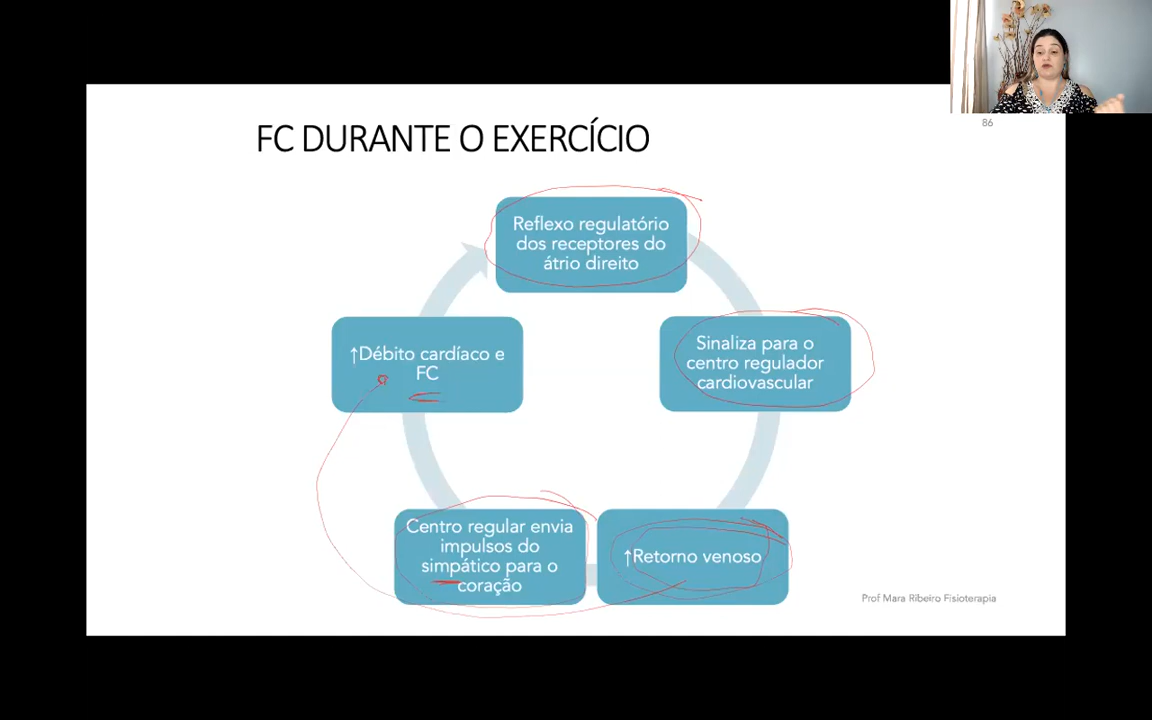 86
FC DURANTE O EXERCÍCIO
Reflexo regulatório
dos receptores do
átrio direito
Sinaliza para o
centro regulador
cardiovascular
↑Retorno venoso
Centro regular envia
impulsos do
simpático para o
coração
↑Débito cardíaco e
FC
Prof Mara Ribeiro Fisioterapia